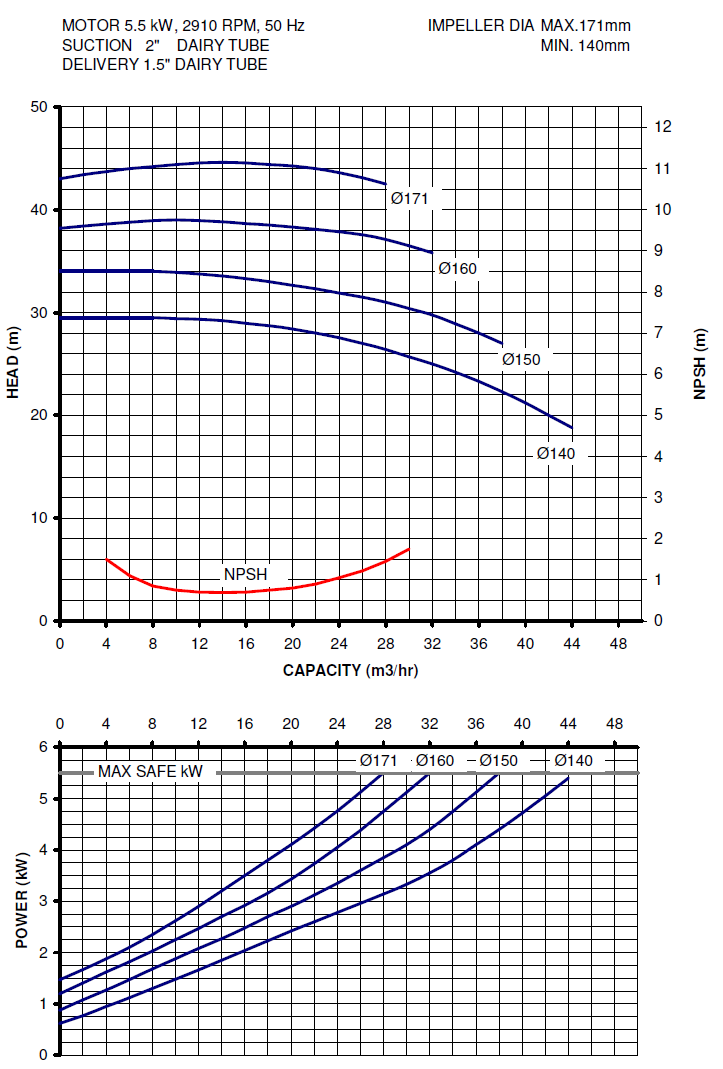 MOTOR 5.5 kW, 2910 RPM, 50 Hz
SUCTION 2" DAIRY TUBE
DELIVERY 1.5" DAIRY TUBE
IMPELLER DIA MAX.171mm
MIN. 140mm
50
40
30
20
10
0
HEAD (m)
12
11
10
9
8
7
6
5
4
3
2
1
0
NPSH (m)
Ø171
Ø160
Ø150
Ø140
NPSH
0 4 8 12 16 20 24 28 32 36 40 44 48
CAPACITY (m3/hr)
0 4 8 12 16 20 24 28 32 36 40 44 48
6
5
4
3
2
1
0
POWER (kW)
Ø171 Ø160 Ø150 Ø140
MAX SAFE kW